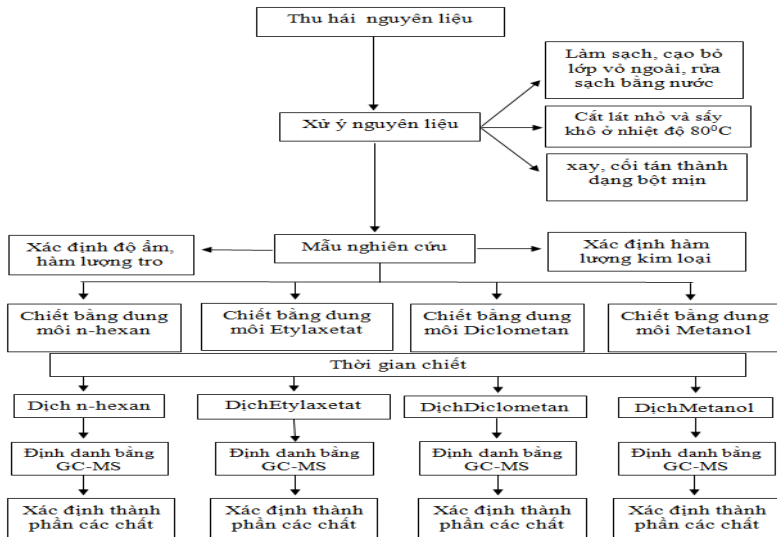 Thu hái nguyên liệu
Làm sạch, cạo bỏ
lớp vỏ ngoài, rửa
sạch bằng nước
Xử ý nguyên liệu
Cắt lát nhỏ và sấy
khô ở nhiệt độ 80⁰C
xay, cối tán thành
dạng bột mịn
Xác định độ ẩm,
hàm lượng tro
Mẫu nghiên cứu
Xác định hàm
lượng kim loại
Chiết bằng dung
môi n-hexan
Chiết bằng dung
môi Etylaxetat
Chiết bằng dung
môi Diclometan
Chiết bằng dung
môi Metanol
Thời gian chiết
Dịch n-hexan
DịchEtylaxetat
DịchDiclometan
DịchMetanol
Định danh bằng
GC-MS
Định danh bằng
GC-MS
Định danh bằng
GC-MS
Định danh bằng
GC-MS
Xác định thành
phần các chất
Xác định thành
phần các chất
Xác định thành
phần các chất
Xác định thành
phần các chất